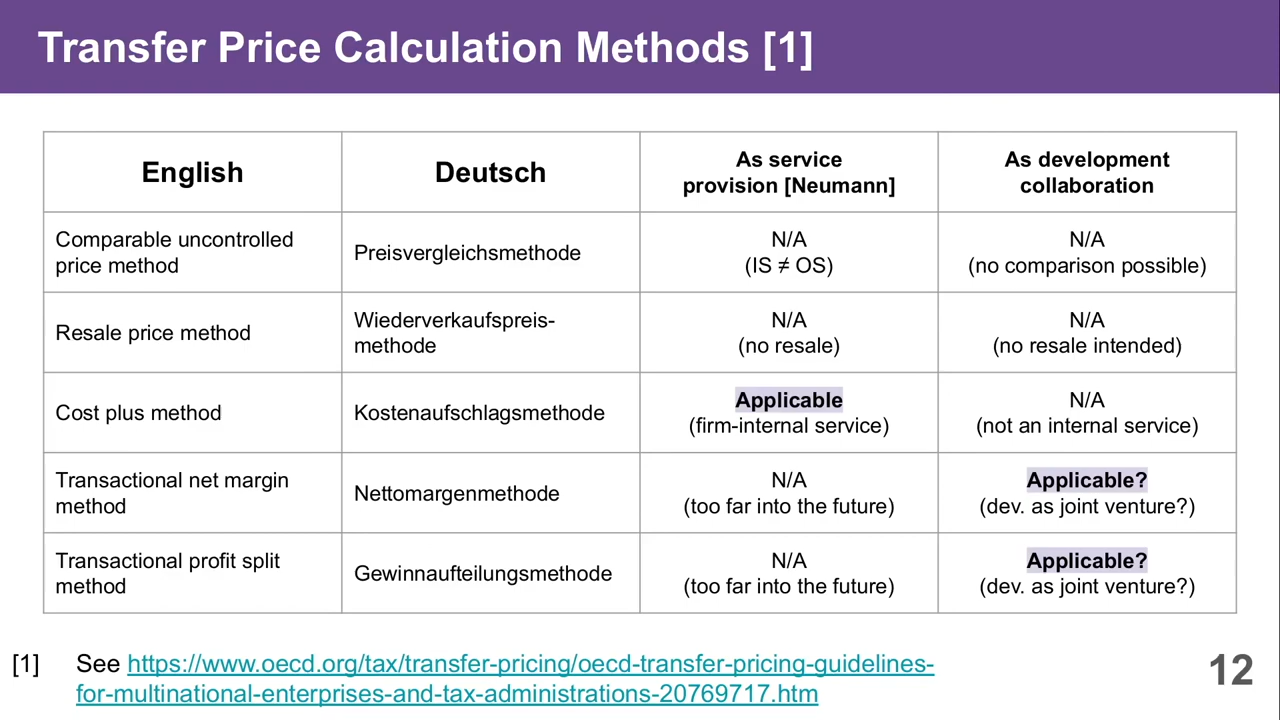 Transfer Price Calculation Methods [1]
English
Deutsch
As service
provision [Neumann]
As development
collaboration
Comparable uncontrolled
price method
Preisvergleichsmethode
N/A
(IS ≠ OS)
N/A
(no comparison possible)
Resale price method
Wiederverkaufspreis-
methode
N/A
(no resale)
N/A
(no resale intended)
Cost plus method
Kostenaufschlagsmethode
Applicable
(firm-internal service)
N/A
(not an internal service)
Transactional net margin
method
Nettomargenmethode
N/A
(too far into the future)
Applicable?
(dev. as joint venture?)
Transactional profit split
method
Gewinnaufteilungsmethode
N/A
(too far into the future)
Applicable?
(dev. as joint venture?)
[1] See https://www.oecd.org/tax/transfer-pricing/oecd-transfer-pricing-guidelines-
for-multinational-enterprises-and-tax-administrations-20769717.htm
12